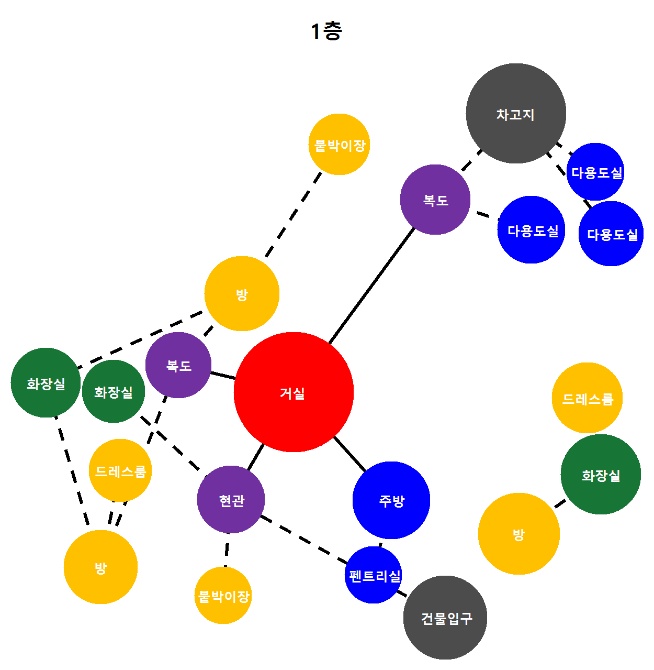 1층
차고지
붙박이장
다용도실
복도
다용도실
다용도실
방
복도
화장실
화장실
거실
드레스룸
드레스룸
화장실
현관
주방
방
방
펜트리실
붙박이장
건물입구